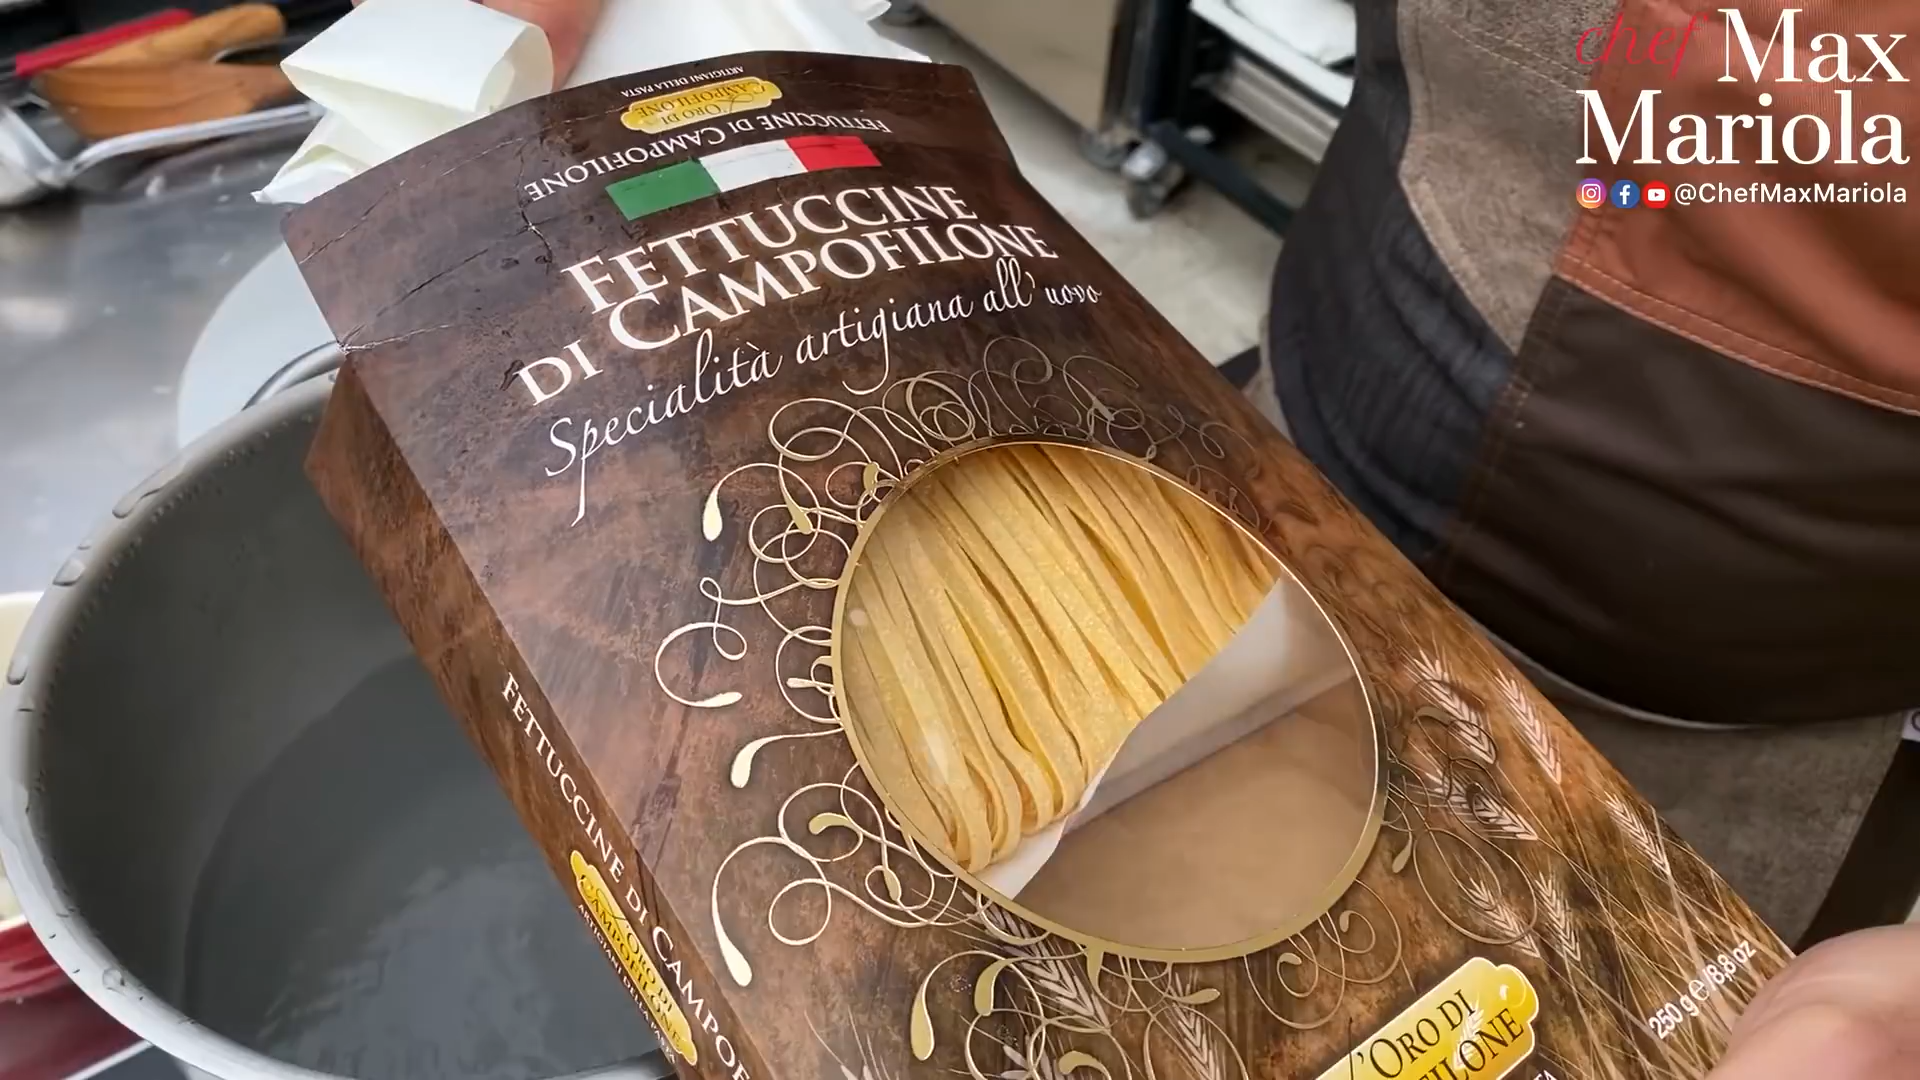 chef Max
Mariola
@ChefMaxMariola
ARTIGIANI DELLA PASTA
L'ORO DI
CAMPOFILONE
FETTUCCINE DI CAMPOFILONE
FETTUCCINE
DI CAMPOFILONE
Specialità artigiana all'uovo
FETTUCCINE DI CAMPOF
L'ORO DI
CAMPOFILONE
ARTIGIANI DELLA PASTA
L'ORO DI
FILONE
250 g e /8,8 oz